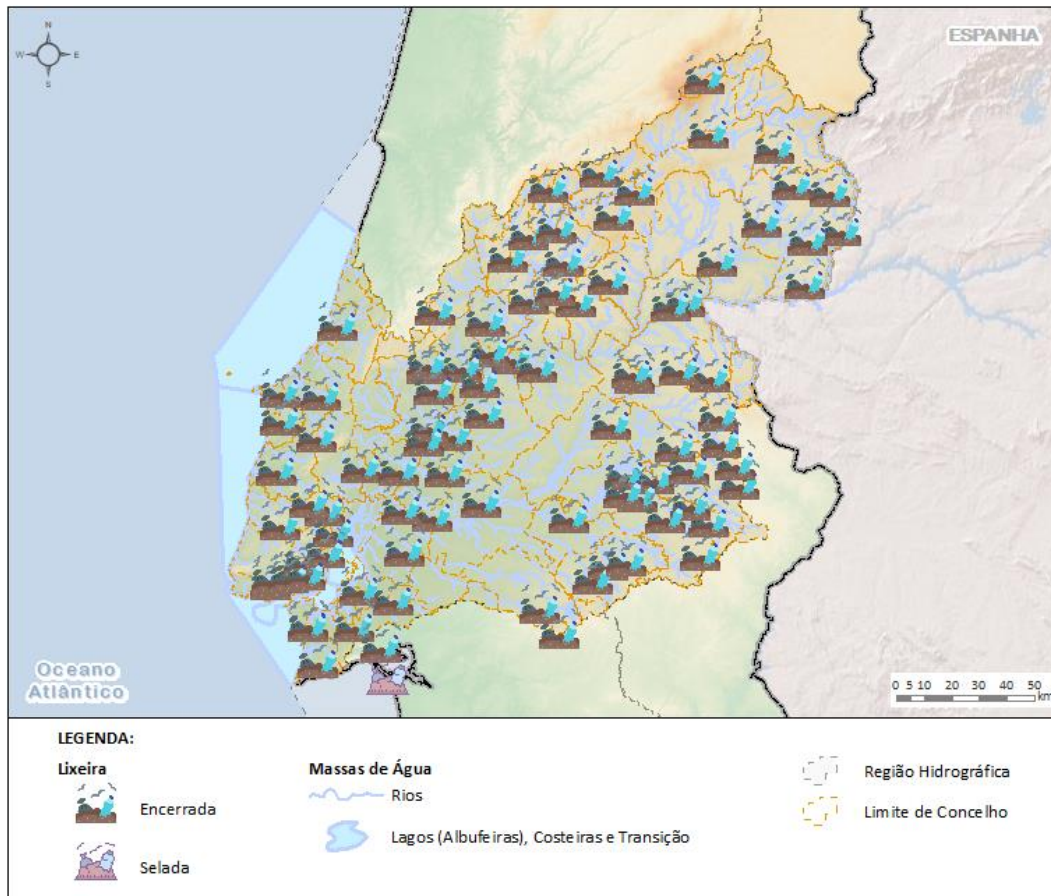 N
W E
S
ESPANHA
Oceano
Atlântico
0 5 10 20 30 40 50
km
LEGENDA:
Lixeira
Encerrada
Selada
Massas de Água
Rios
Lagos (Albufeiras), Costeiras e Transição
Região Hidrográfica
Limite de Concelho